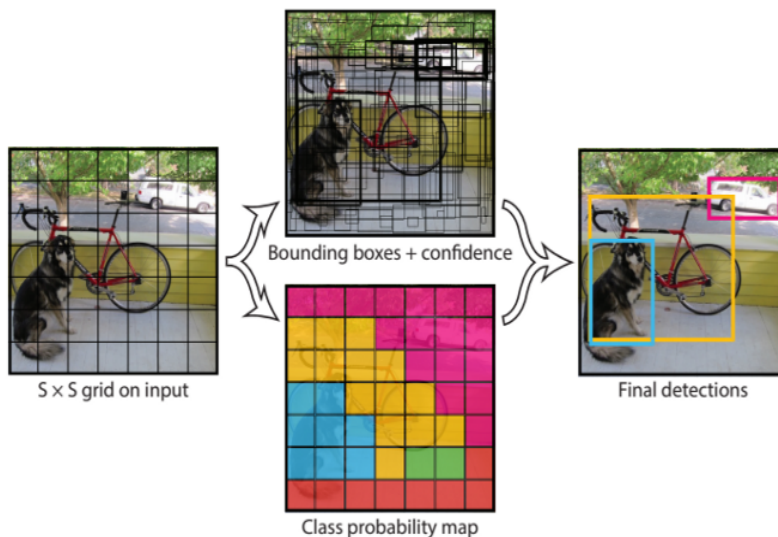 Bounding boxes + confidence
S × S grid on input
Final detections
Class probability map